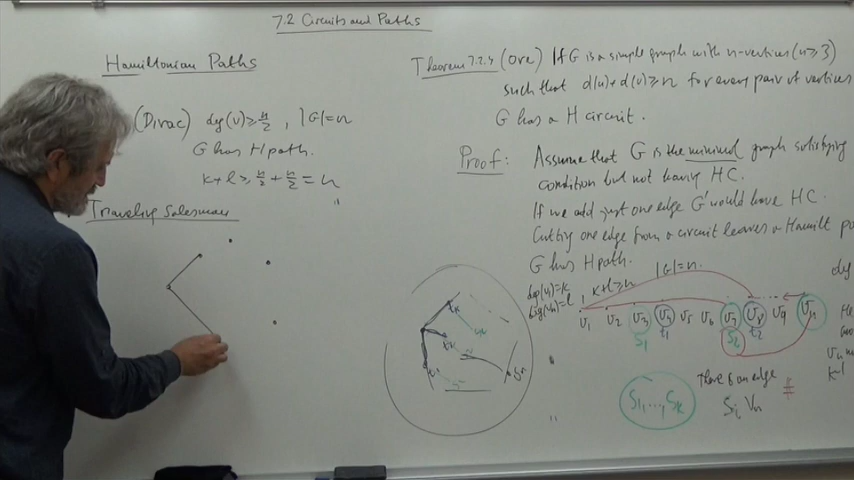 7.2 Circuits and Paths
Hamiltonian Paths
(Dirac) deg(v) ≥ n/2 , |G| = n
G has H path.
k+l ≥ n/2 + n/2 = n
Traveling Salesman
Theorem 7.2.5 (Ore) If G is a simple graph with n-vertices (n ≥ 3)
such that d(u)+d(v) ≥ n for every pair of vertices
G has a H circuit.
Proof: Assume that G is the minimal graph satisfying
condition but not having HC.
If we add just one edge G' would have HC.
Cutting one edge from a circuit leaves a Hamilt
G has H path.
|G| = n.
deg(v1)=k
deg(vn)=l , k+l ≥ n
v1 v2 v3 v5 v6 v7 v8 v9 vn
S1 t1 S2 t2
S1, ..., Sk
There is an edge
Si Vn #
deg
k-1